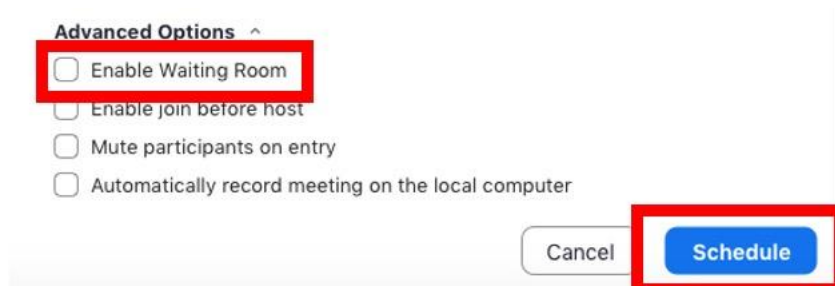 Advanced Options ^
Enable Waiting Room
Enable join before host
Mute participants on entry
Automatically record meeting on the local computer
Cancel Schedule